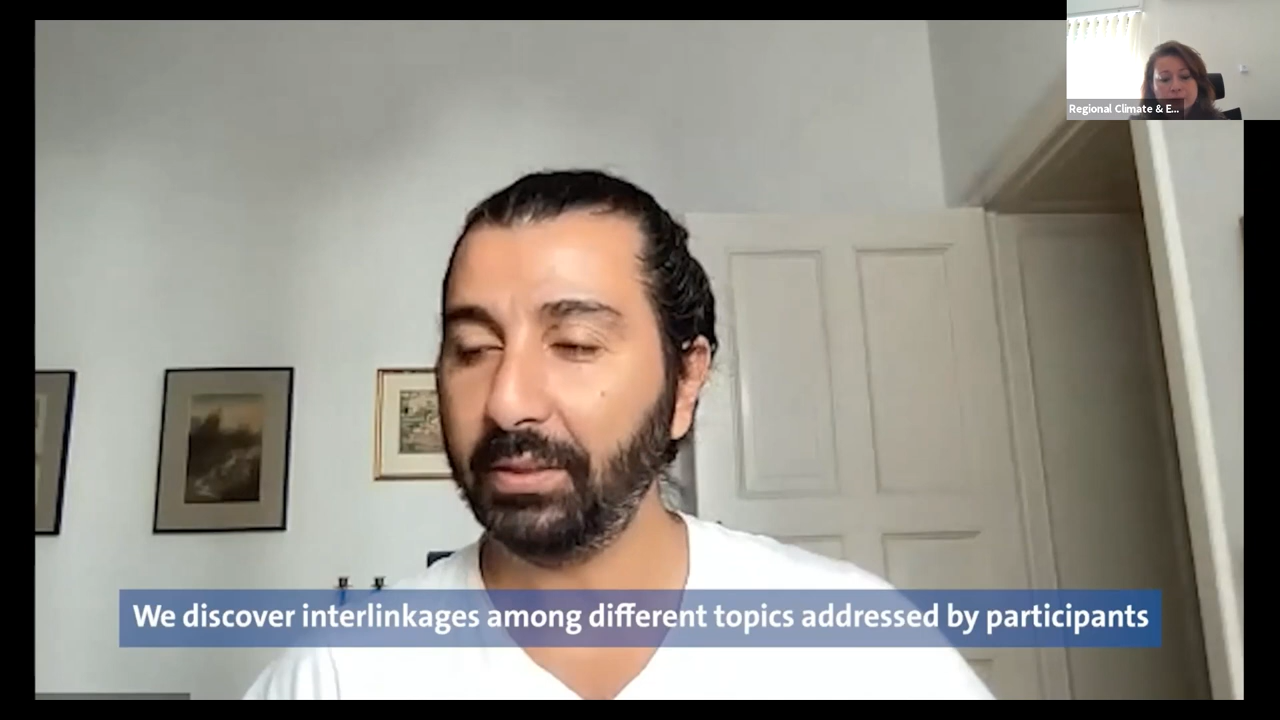 Regional Climate & E...
We discover interlinkages among different topics addressed by participants